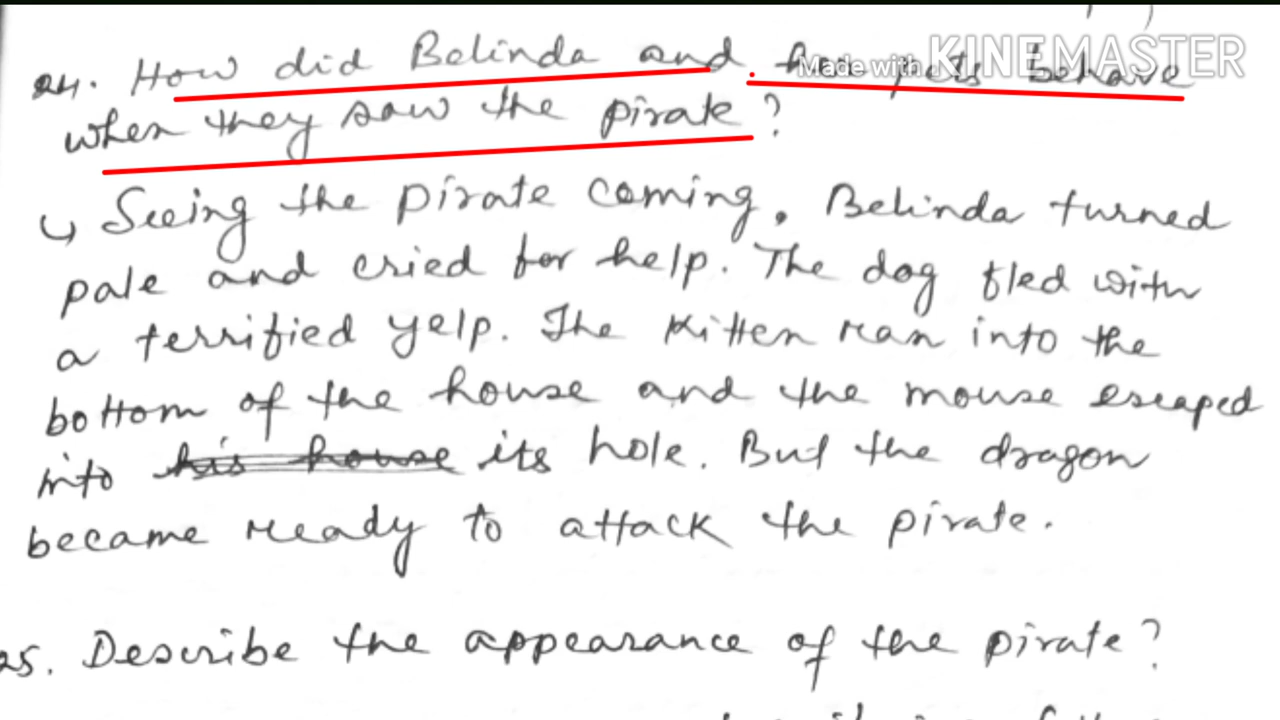 24. How did Belinda and her pets behave
Made with KINEMASTER
when they saw the pirate?
↳ Seeing the pirate coming, Belinda turned
pale and cried for help. The dog fled with
a terrified yelp. The Kitten ran into the
bottom of the house and the mouse escaped
into his house its hole. But the dragon
became ready to attack the pirate.
25. Describe the appearance of the pirate?